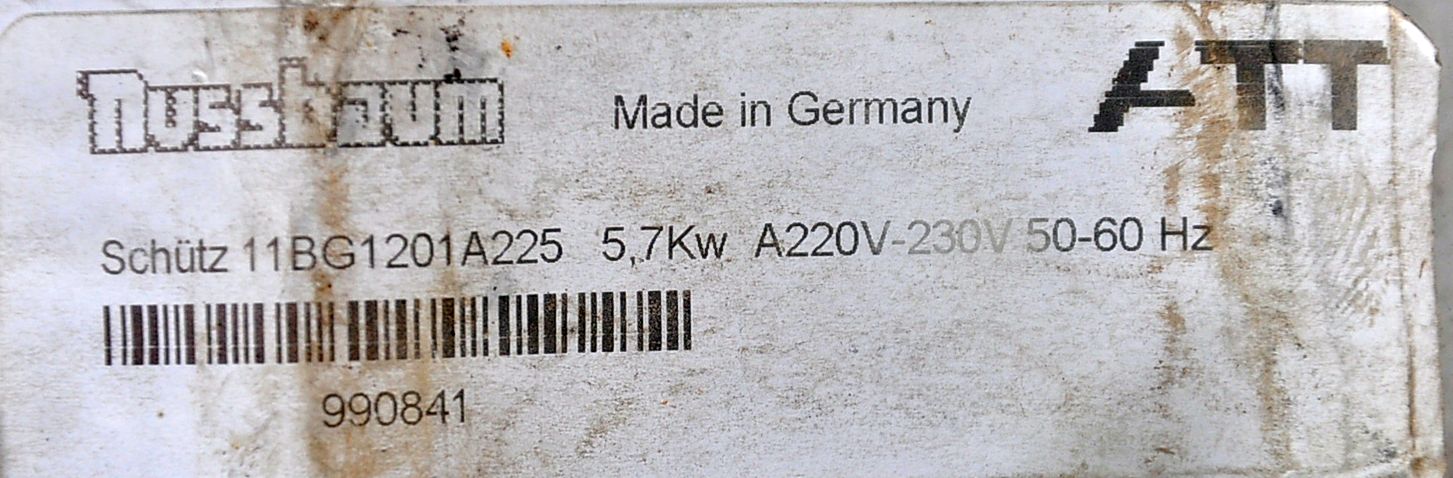 Nussbaum Made in Germany ATT
Schütz 11BG1201A225 5,7Kw A220V-230V 50-60 Hz
990841